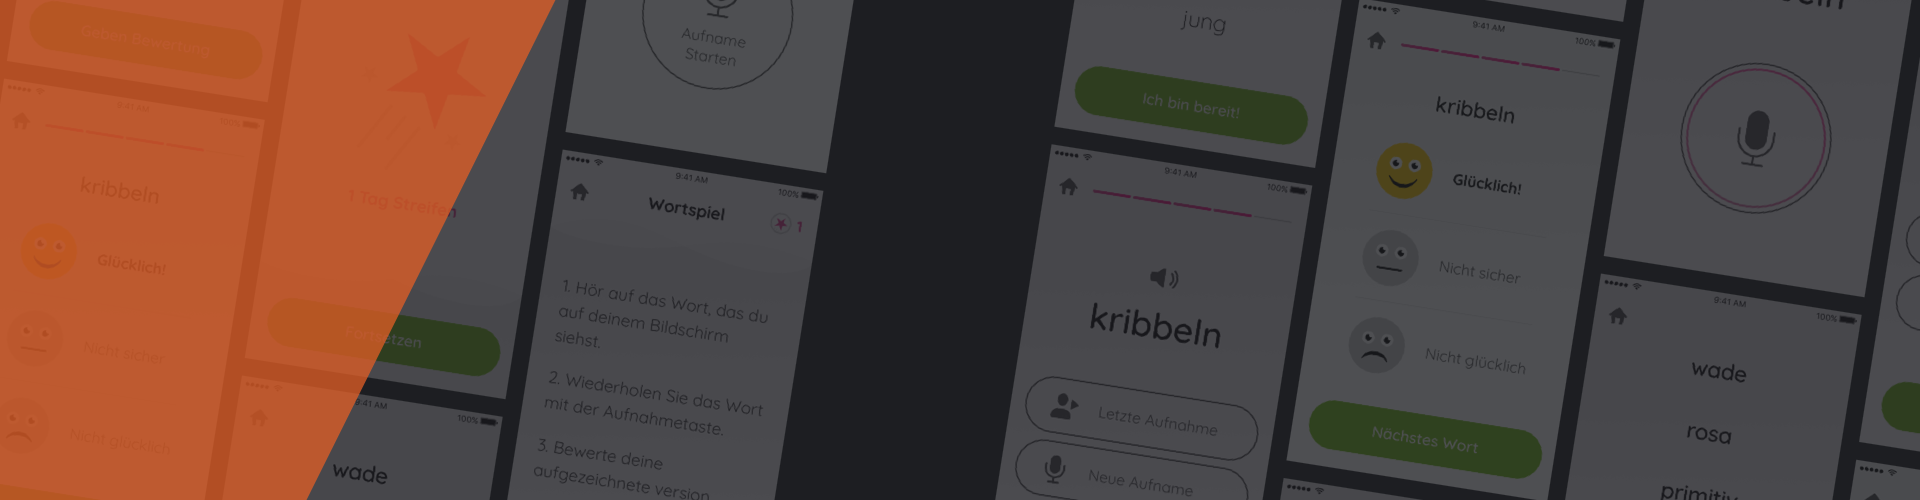 Geben Bewertung
9:41 AM
100%
kribbeln
Glücklich!
Nicht sicher
Nicht glücklich
1 Tag Streifen
9:41 AM
100%
wade
Aufname
Starten
9:41 AM
100%
Wortspiel
1
1. Hör auf das Wort, das du
auf deinem Bildschirm
siehst.
2. Wiederholen Sie das Wort
mit der Aufnahmetaste.
3. Bewerte deine
aufgezeichnete version
jung
Ich bin bereit!
9:41 AM
100%
kribbeln
Letzte Aufnahme
Neue Aufname
9:41 AM
100%
kribbeln
Glücklich!
Nicht sicher
Nicht glücklich
Nächstes Wort
9:41 AM
100%
wade
rosa
primitiv